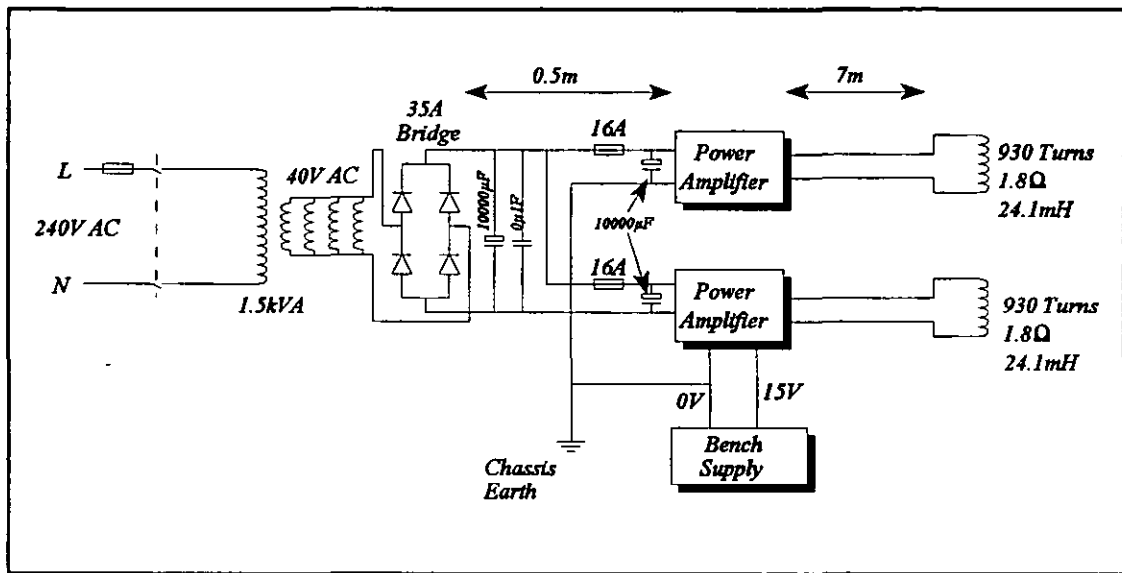 0.5m
7m
35A
Bridge
16A
Power
Amplifier
930 Turns
1.8Ω
24.1mH
L
40V AC
240V AC
10000µF
0µ1F
10000µF
N
1.5kVA
16A
Power
Amplifier
930 Turns
1.8Ω
24.1mH
0V
15V
Chassis
Earth
Bench
Supply